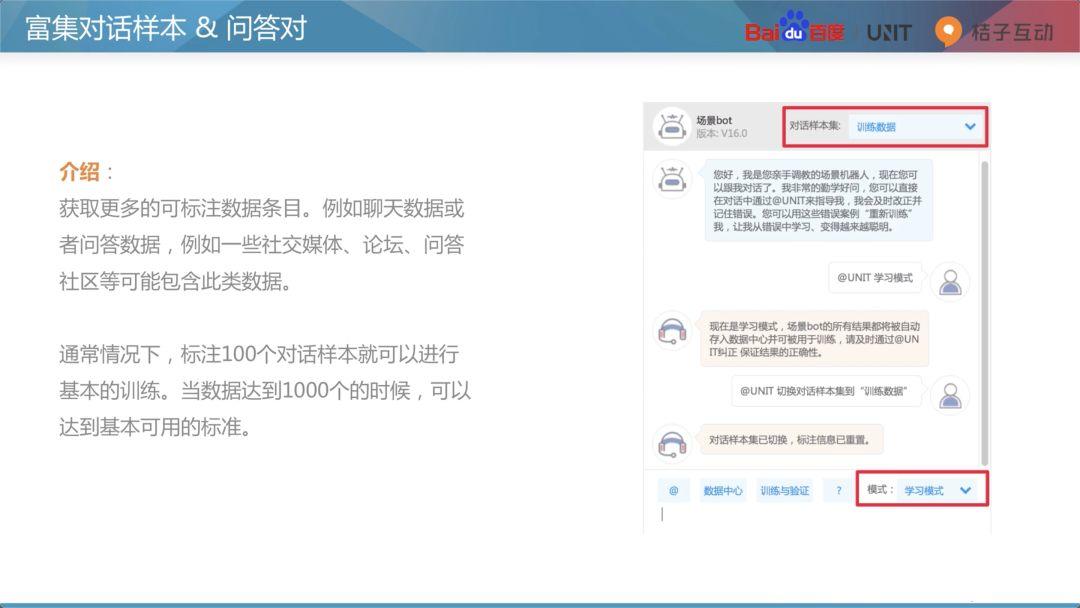 富集对话样本 & 问答对
Baidu百度 UNIT 桔子互动
介绍：
获取更多的可标注数据条目。例如聊天数据或
者问答数据，例如一些社交媒体、论坛、问答
社区等可能包含此类数据。
通常情况下，标注100个对话样本就可以进行
基本的训练。当数据达到1000个的时候，可以
达到基本可用的标准。
场景bot
版本: V16.0
对话样本集: 训练数据
您好，我是您亲手调教的场景机器人，现在您可
以跟我对话了。我非常的勤学好问，您可以直接
在对话中通过@UNIT来指导我，我会及时改正并
记住错误。您可以用这些错误案例“重新训练”
我，让我从错误中学习、变得越来越聪明。
@UNIT 学习模式
现在是学习模式，场景bot的所有结果都将被自动
存入数据中心并可被用于训练，请及时通过@UN
IT纠正 保证结果的正确性。
@UNIT 切换对话样本集到“训练数据”
对话样本集已切换，标注信息已重置。
@ 数据中心 训练与验证 ? 模式： 学习模式